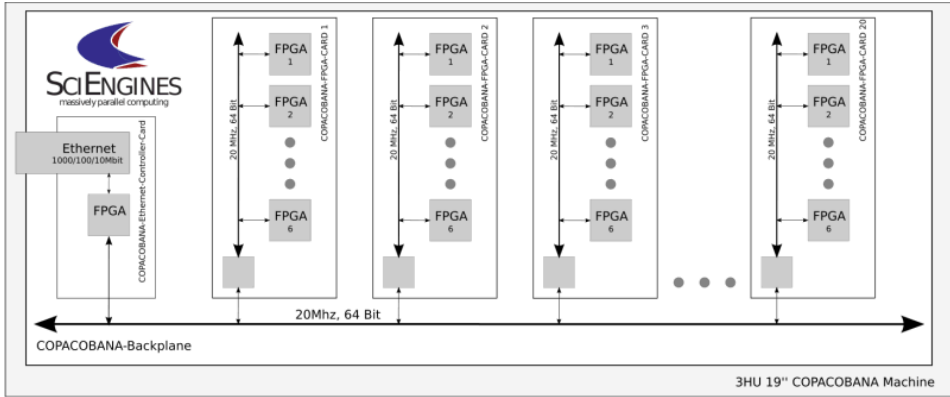 SCIENGINES
massively parallel computing
Ethernet
1000/100/10Mbit
FPGA
COPACOBANA-Ethernet-Controller-Card
20 MHz, 64 Bit
FPGA
1
FPGA
2
FPGA
6
COPACOBANA-FPGA-CARD 1
20 MHz, 64 Bit
FPGA
1
FPGA
2
FPGA
6
COPACOBANA-FPGA-CARD 2
20 MHz, 64 Bit
FPGA
1
FPGA
2
FPGA
6
COPACOBANA-FPGA-CARD 3
20 MHz, 64 Bit
FPGA
1
FPGA
2
FPGA
6
COPACOBANA-FPGA-CARD 20
20Mhz, 64 Bit
COPACOBANA-Backplane
3HU 19'' COPACOBANA Machine